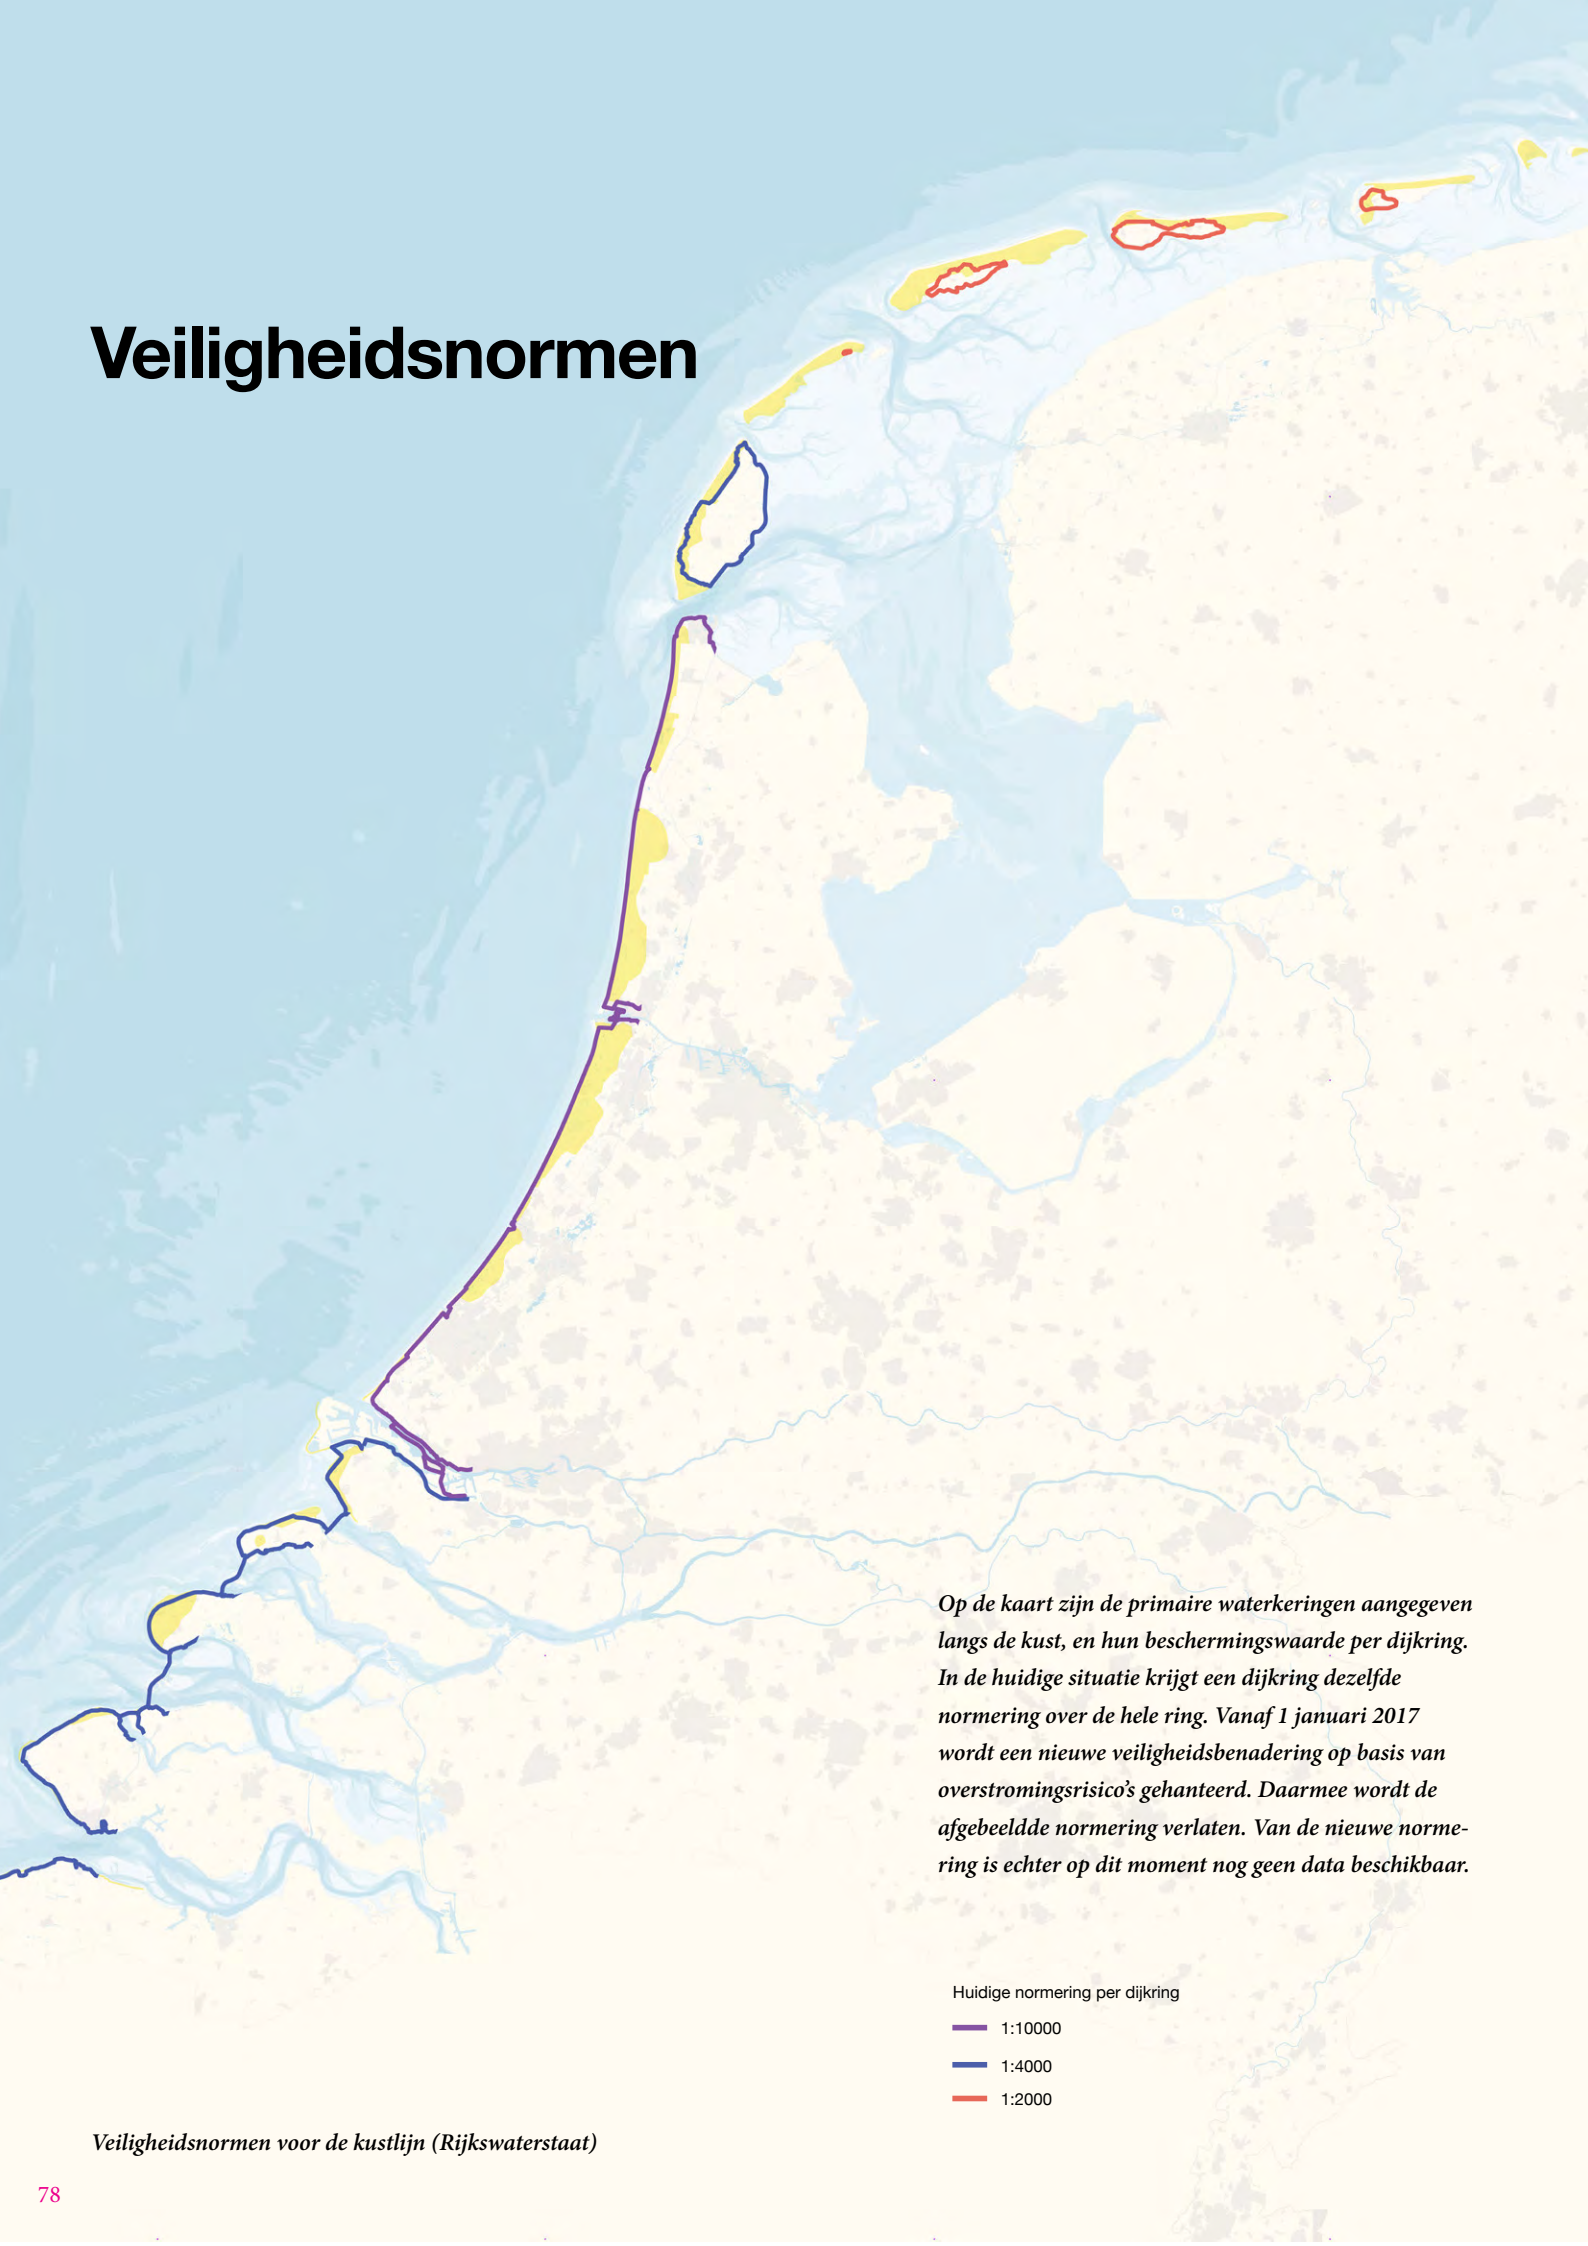 Veiligheidsnormen
Op de kaart zijn de primaire waterkeringen aangegeven
langs de kust, en hun beschermingswaarde per dijkring.
In de huidige situatie krijgt een dijkring dezelfde
normering over de hele ring. Vanaf 1 januari 2017
wordt een nieuwe veiligheidsbenadering op basis van
overstromingsrisico’s gehanteerd. Daarmee wordt de
afgebeeldde normering verlaten. Van de nieuwe norme-
ring is echter op dit moment nog geen data beschikbaar.
Huidige normering per dijkring
1:10000
1:4000
1:2000
Veiligheidsnormen voor de kustlijn (Rijkswaterstaat)
78